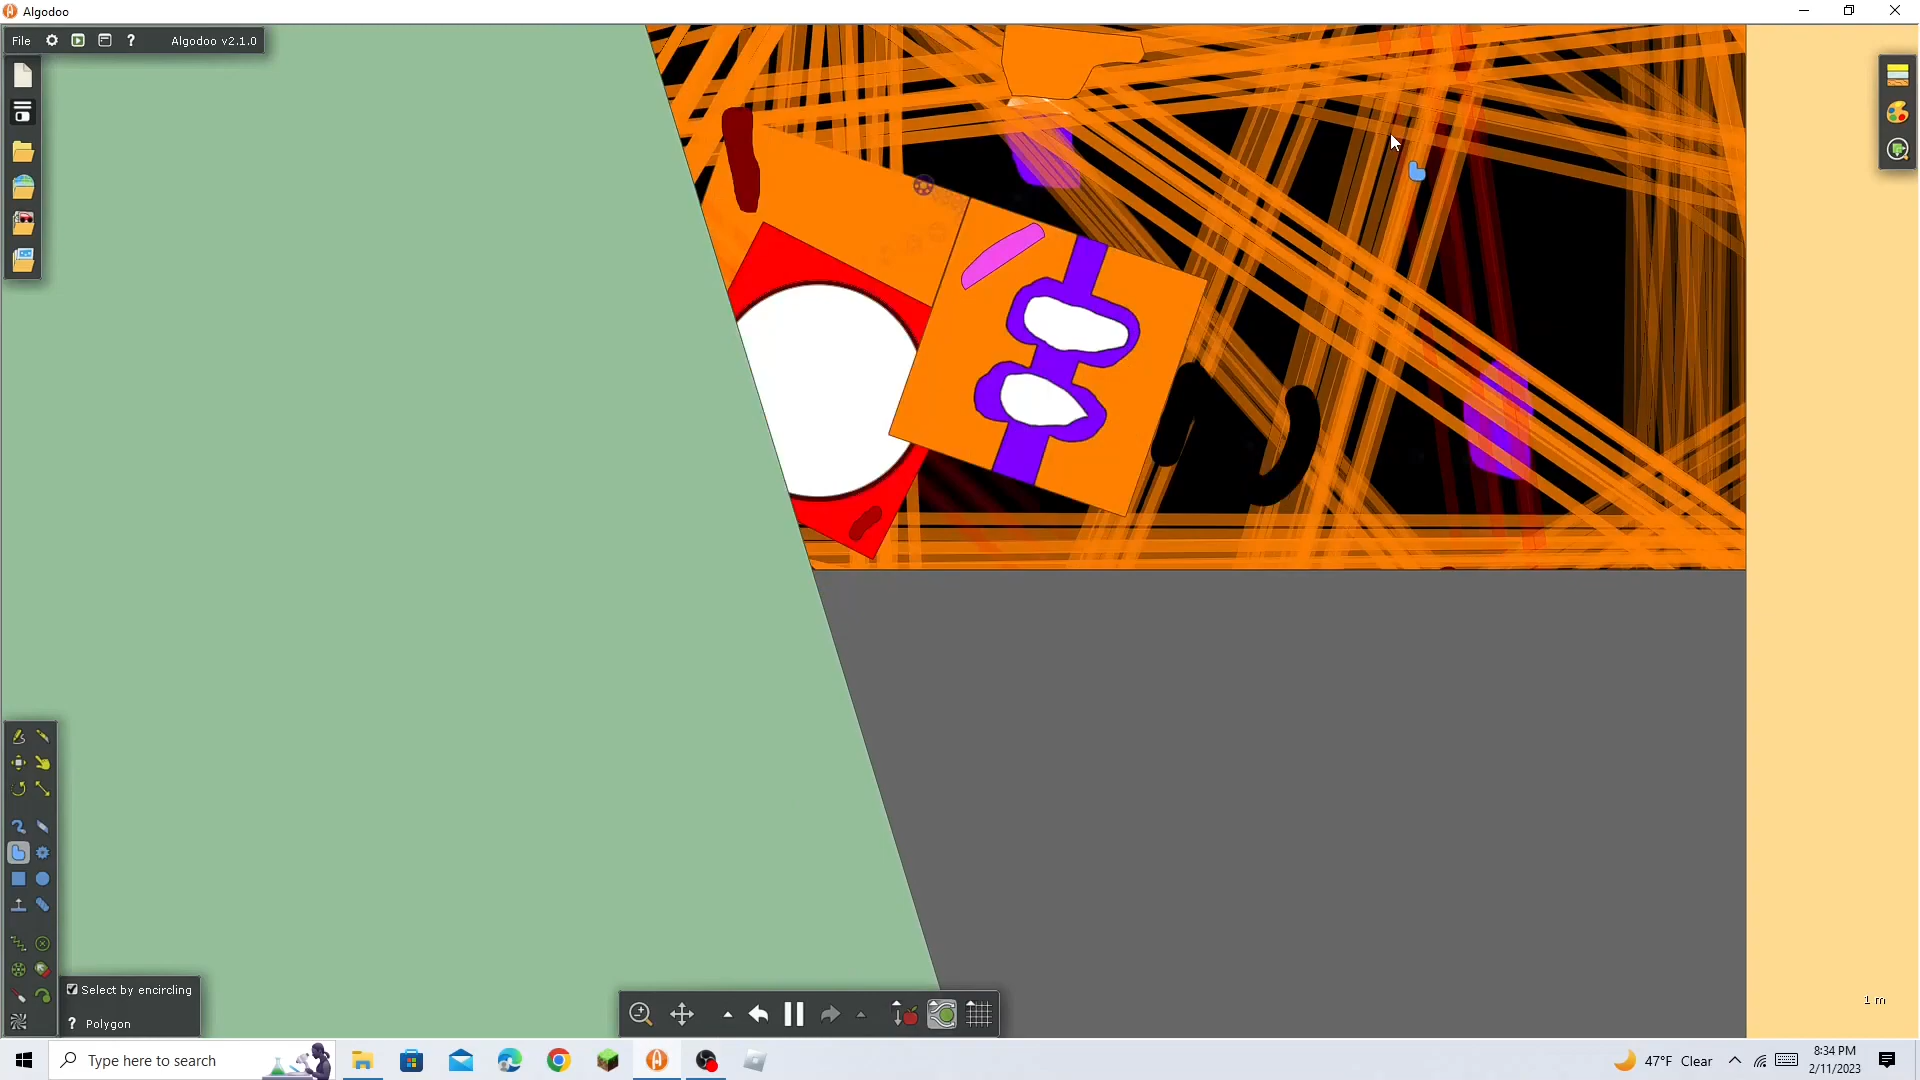 Algodoo
File ? Algodoo v2.1.0
1 m
Select by encircling
? Polygon
Type here to search
47°F Clear
8:34 PM
2/11/2023